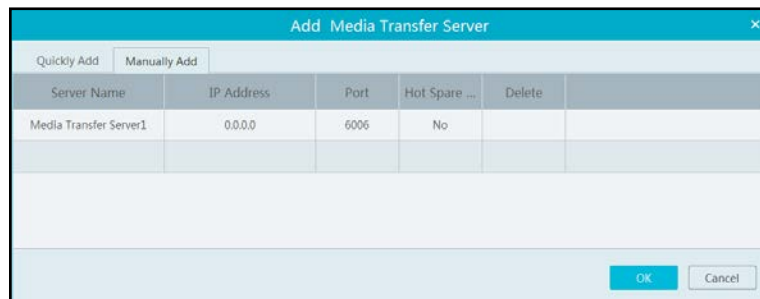 Add Media Transfer Server ×
Quickly Add Manually Add
Server Name IP Address Port Hot Spare ... Delete
Media Transfer Server1 0.0.0.0 6006 No
OK Cancel